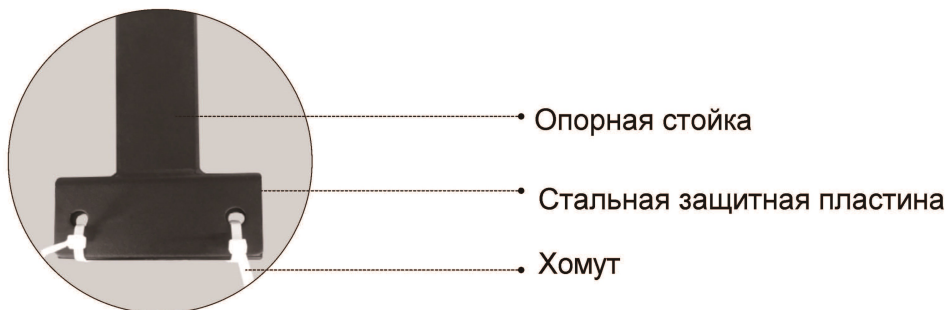 Опорная стойка
Стальная защитная пластина
Хомут